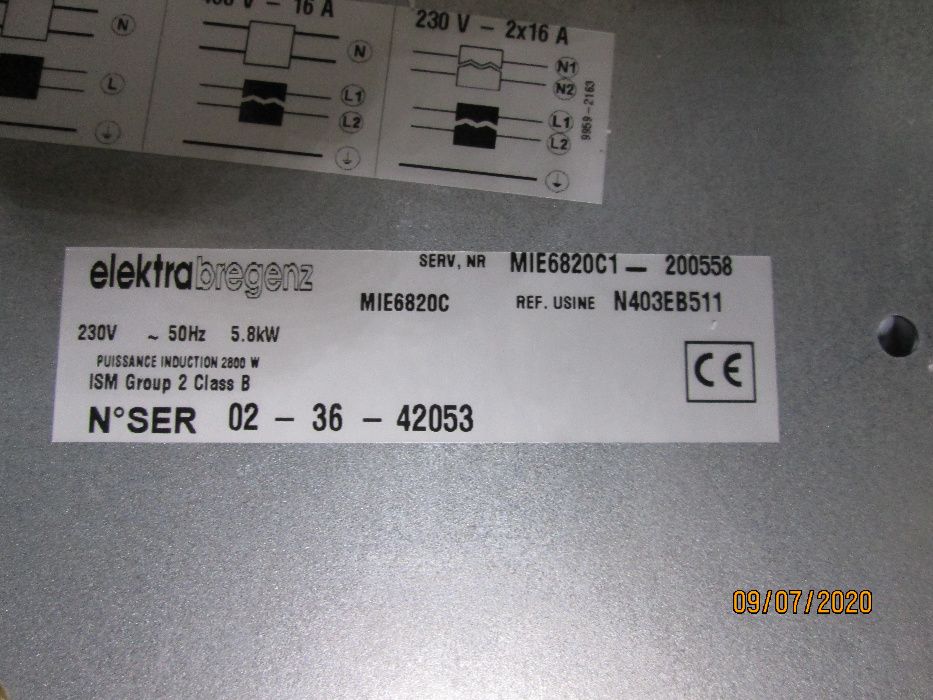 V - 16 A
230 V - 2x16 A
N
L
N
L1
L2
N1
N2
L1
L2
9959-2163
elektrabregenz
SERV, NR MIE6820C1 - 200558
MIE6820C
REF. USINE N403EB511
230V ~ 50Hz 5.8kW
PUISSANCE INDUCTION 2800 W
ISM Group 2 Class B
CE
N°SER 02 - 36 - 42053
09/07/2020